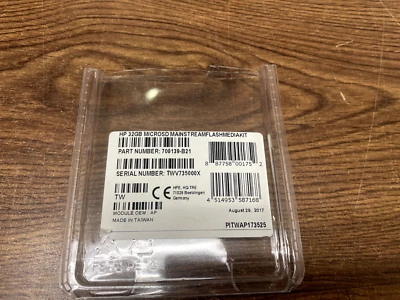 HP 32GB MICROSD MAINSTREAMFLASHMEDIAKIT
PART NUMBER: 700139-B21
8 87758 00175 2
SERIAL NUMBER: TWV735000X
TW
CE
HPE, HQ-TRE
71025 Boeblingen
Germany
4 514953 587168
MODULE OEM : AP
MADE IN TAIWAN
August 29, 2017
PITWAP173525